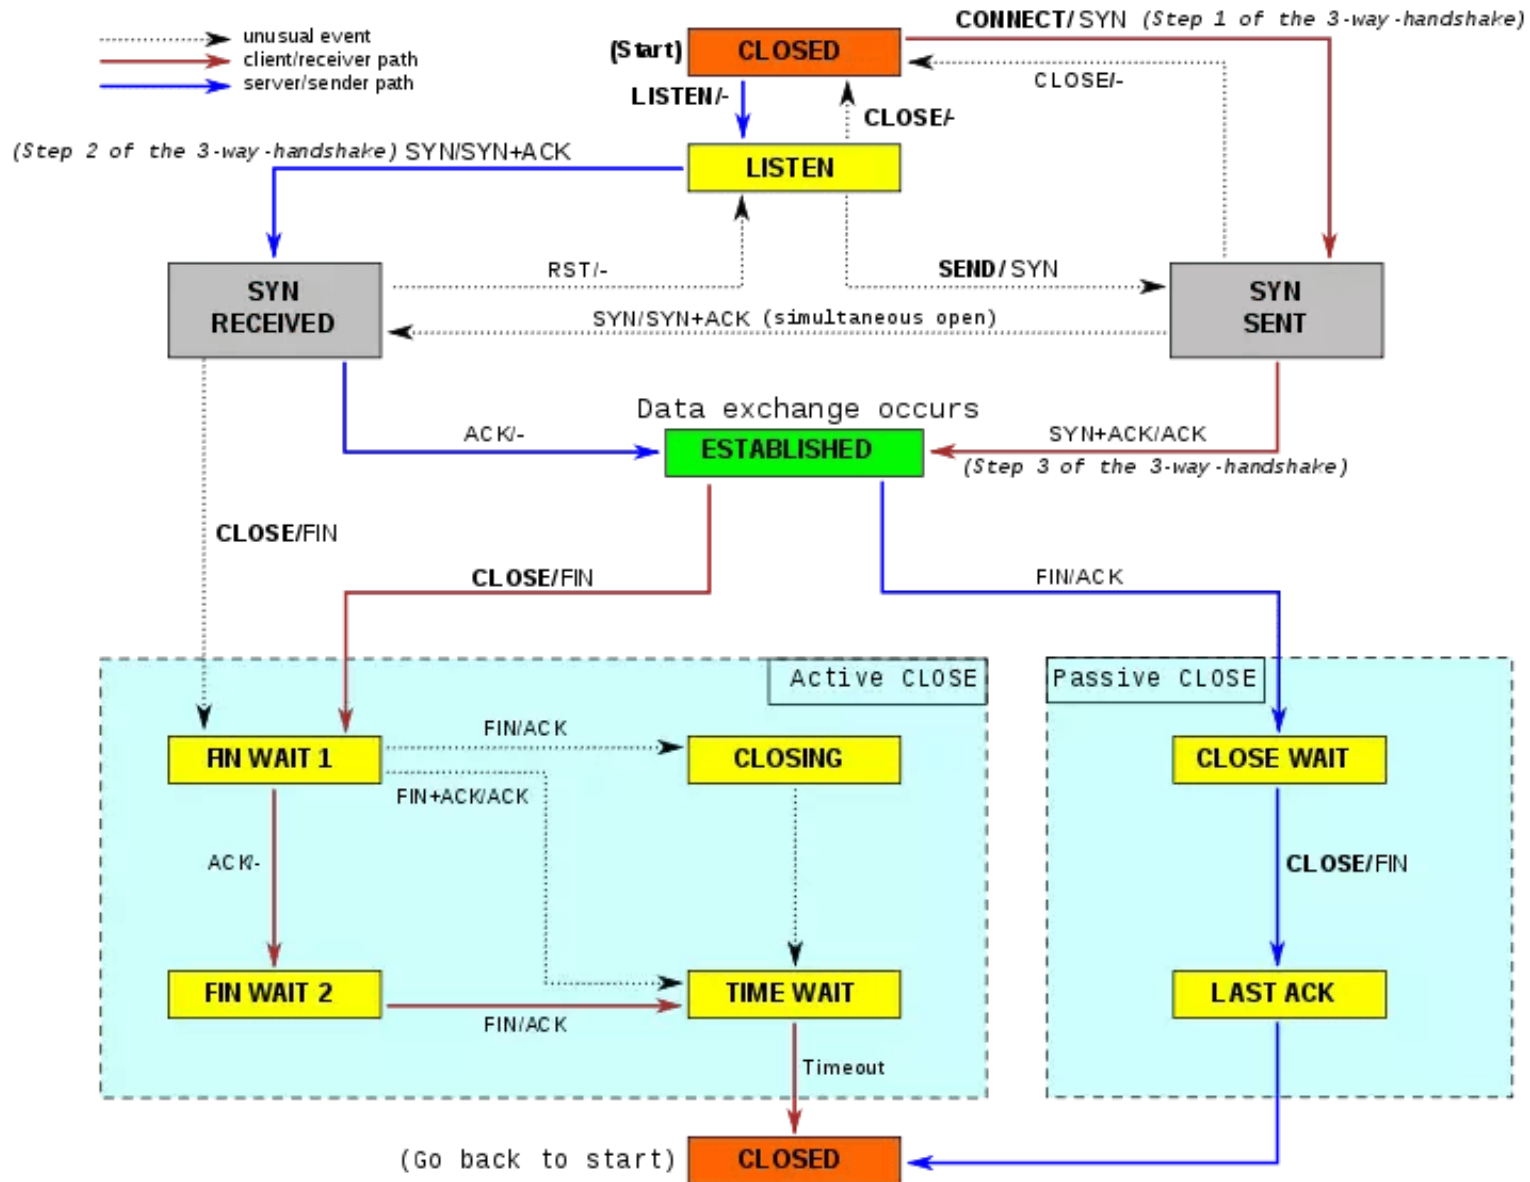 unusual event
client/receiver path
server/sender path
CONNECT/SYN (Step 1 of the 3-way-handshake)
(Start)
CLOSED
CLOSE/-
LISTEN/-
CLOSE/-
(Step 2 of the 3-way-handshake) SYN/SYN+ACK
LISTEN
RST/-
SEND/SYN
SYN
RECEIVED
SYN
SENT
SYN/SYN+ACK (simultaneous open)
Data exchange occurs
ACK/-
ESTABLISHED
SYN+ACK/ACK
(Step 3 of the 3-way-handshake)
CLOSE/FIN
CLOSE/FIN
FIN/ACK
Active CLOSE
Passive CLOSE
FIN WAIT 1
FIN/ACK
CLOSING
CLOSE WAIT
FIN+ACK/ACK
ACK/-
CLOSE/FIN
FIN WAIT 2
FIN/ACK
TIME WAIT
LAST ACK
Timeout
(Go back to start)
CLOSED